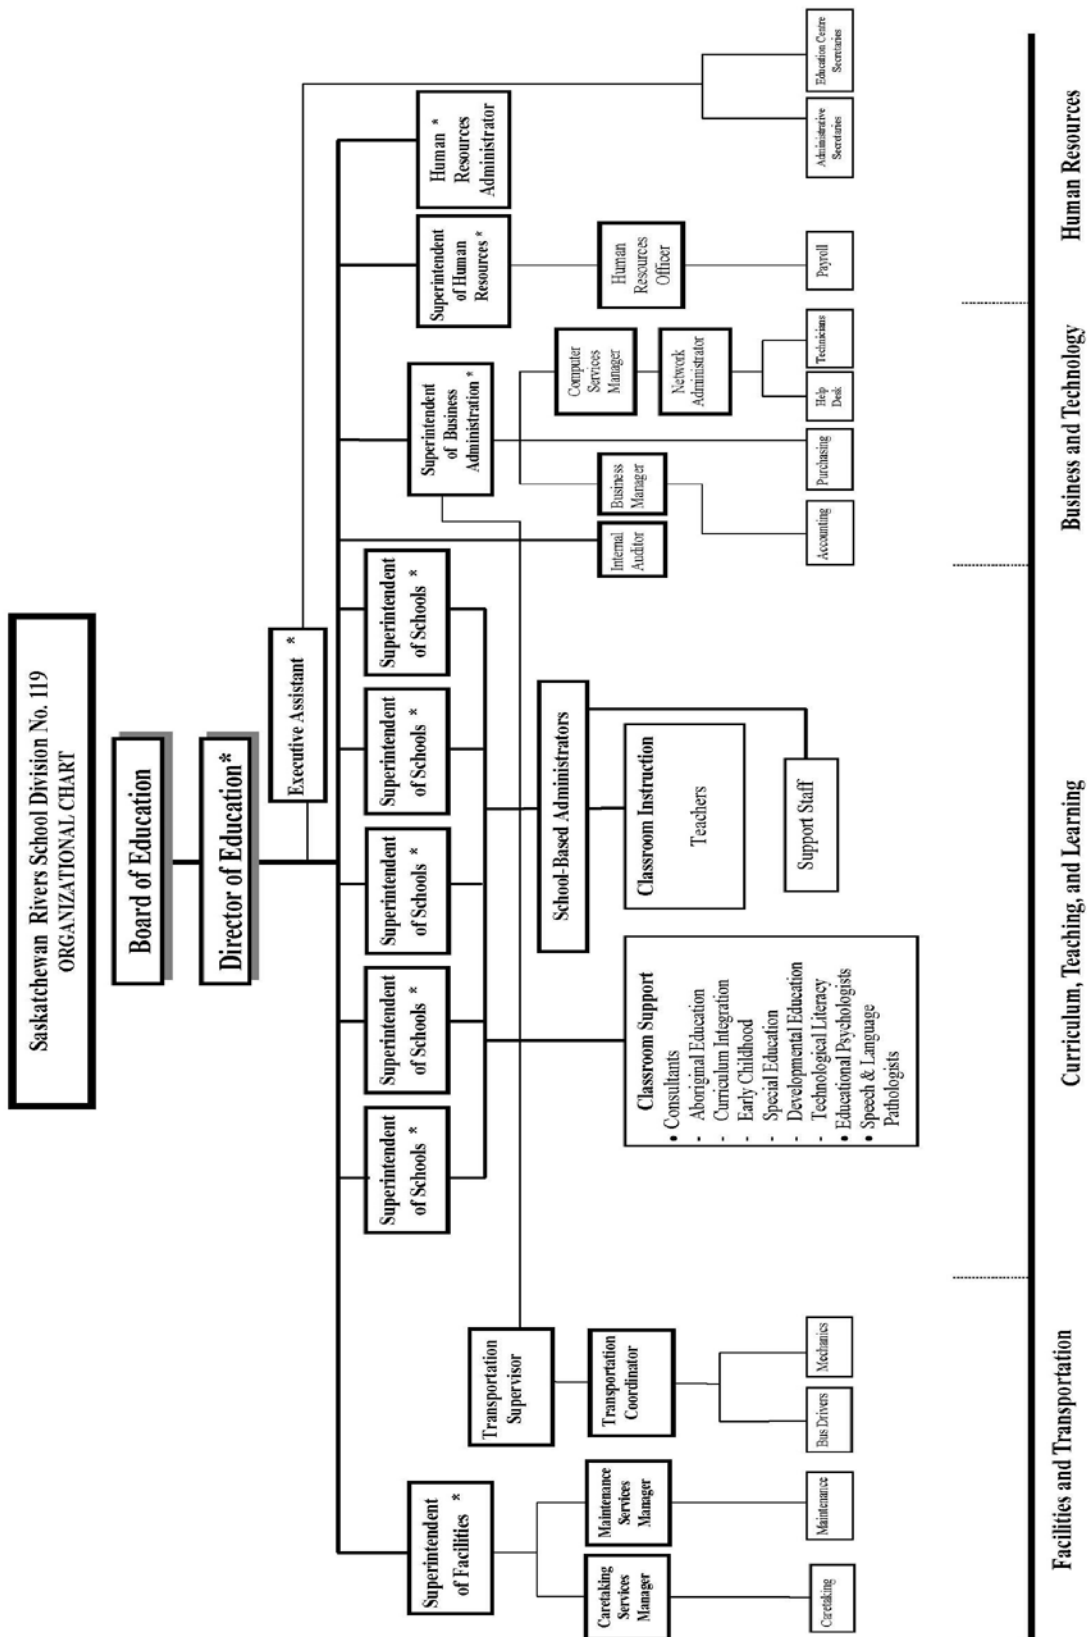 Saskatchewan Rivers School Division No. 119
ORGANIZATIONAL CHART
Board of Education
Director of Education*
Executive Assistant *
Superintendent
of Facilities *
Superintendent
of Schools *
Superintendent
of Schools *
Superintendent
of Schools *
Superintendent
of Schools *
Superintendent
of Schools *
Superintendent
of Business
Administration *
Superintendent
of Human
Resources *
Human *
Resources
Administrator
Transportation
Supervisor
School-Based Administrators
Computer
Services
Manager
Caretaking
Services
Manager
Maintenance
Services
Manager
Transportation
Coordinator
Internal
Auditor
Business
Manager
Human
Resources
Officer
Network
Administrator
Classroom Support
• Consultants
- Aboriginal Education
- Curriculum Integration
- Early Childhood
- Special Education
- Developmental Education
- Technological Literacy
• Educational Psychologists
• Speech & Language
Pathologists
Classroom Instruction
Teachers
Support Staff
Caretaking
Maintenance
Bus Drivers
Mechanics
Accounting
Purchasing
Help
Desk
Technicians
Payroll
Administrative
Secretaries
Education Centre
Secretaries
Facilities and Transportation
Curriculum, Teaching, and Learning
Business and Technology
Human Resources